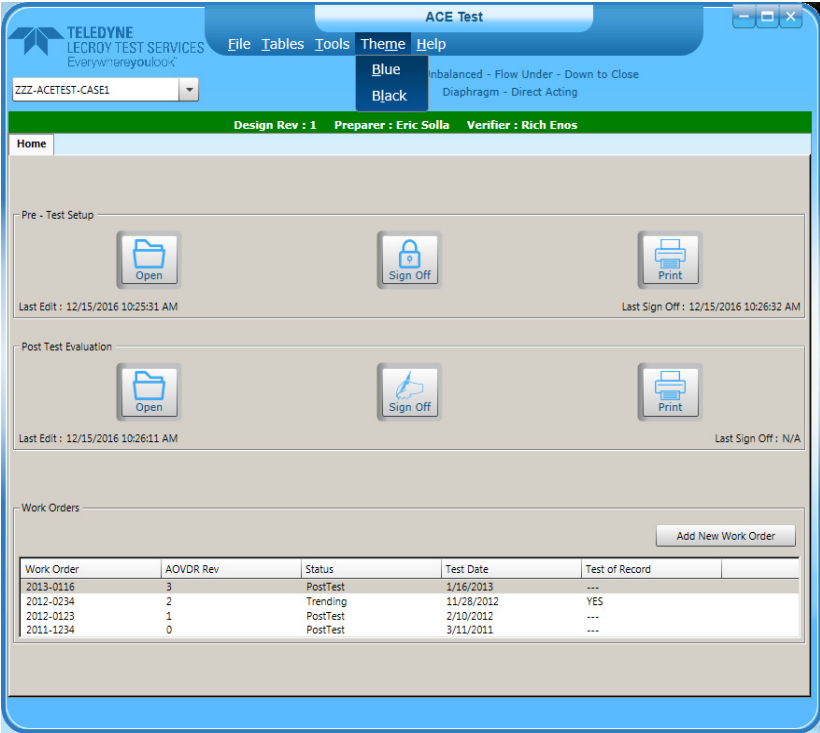 ACE Test
TELEDYNE
LECROY TEST SERVICES
Everywhereyoulook
File Tables Tools Theme Help
Blue
Black
ZZZ-ACETEST-CASE1
nbalanced - Flow Under - Down to Close
Diaphragm - Direct Acting
Design Rev : 1 Preparer : Eric Solla Verifier : Rich Enos
Home
Pre - Test Setup
Open
Sign Off
Print
Last Edit : 12/15/2016 10:25:31 AM
Last Sign Off : 12/15/2016 10:26:32 AM
Post Test Evaluation
Open
Sign Off
Print
Last Edit : 12/15/2016 10:26:11 AM
Last Sign Off : N/A
Work Orders
Add New Work Order
Work Order AOVDR Rev Status Test Date Test of Record
2013-0116 3 PostTest 1/16/2013 ---
2012-0234 2 Trending 11/28/2012 YES
2012-0123 1 PostTest 2/10/2012 ---
2011-1234 0 PostTest 3/11/2011 ---